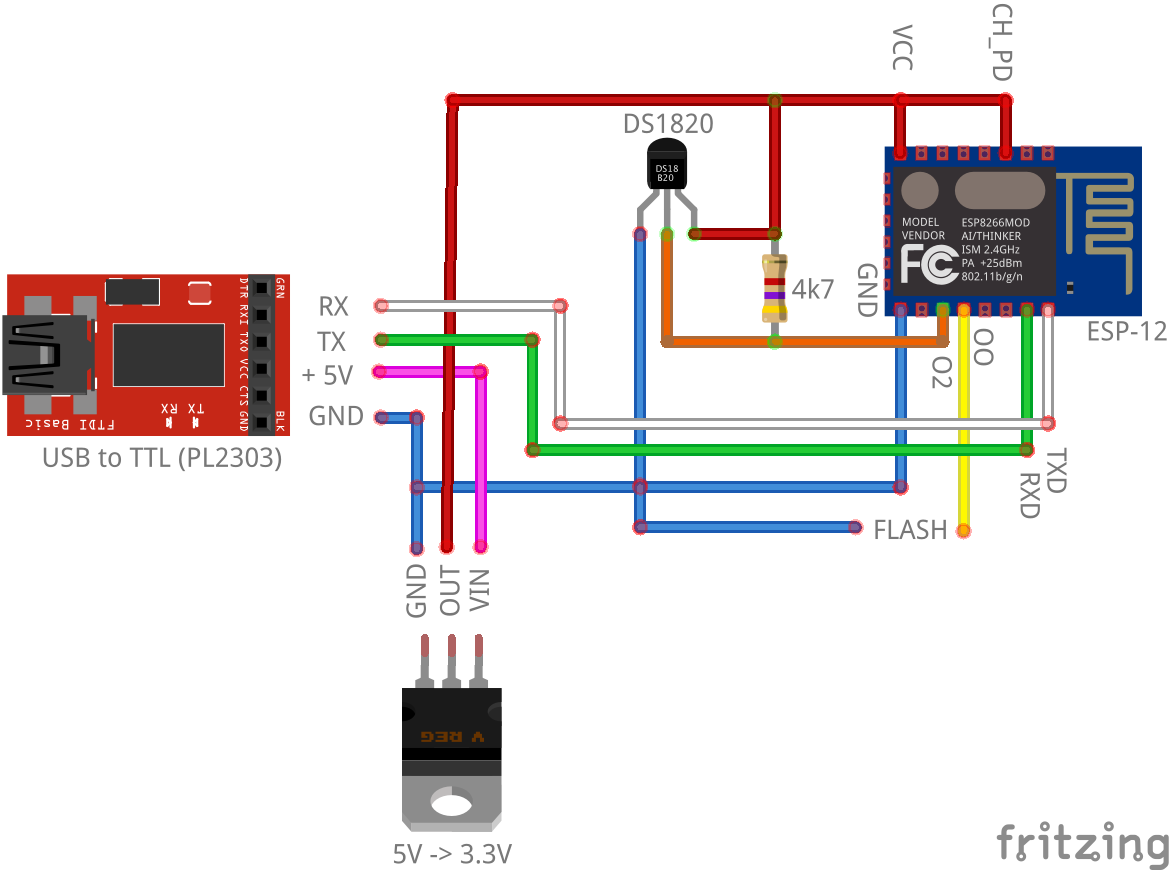 CH_PD
VCC
DS1820
DS18
B20
MODEL
VENDOR
ESP8266MOD
AI/THINKER
ISM 2.4GHz
PA +25dBm
802.11b/g/n
FC
GND
4k7
ESP-12
O2
OO
GRN
DTR
RXI
TXO
VCC
CTS
GND
BLK
TX RX
FTDI Basic
USB to TTL (PL2303)
RX
TX
+ 5V
GND
TXD
RXD
FLASH
GND
OUT
VIN
V REG
5V -> 3.3V
fritzing